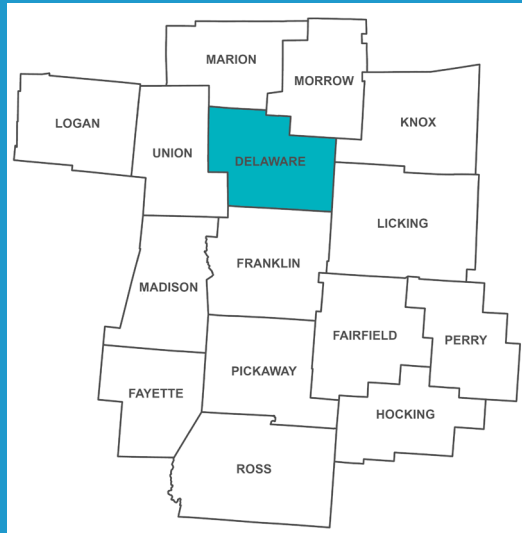 MARION
MORROW
LOGAN
KNOX
UNION
DELAWARE
LICKING
FRANKLIN
MADISON
FAIRFIELD
PERRY
PICKAWAY
FAYETTE
HOCKING
ROSS